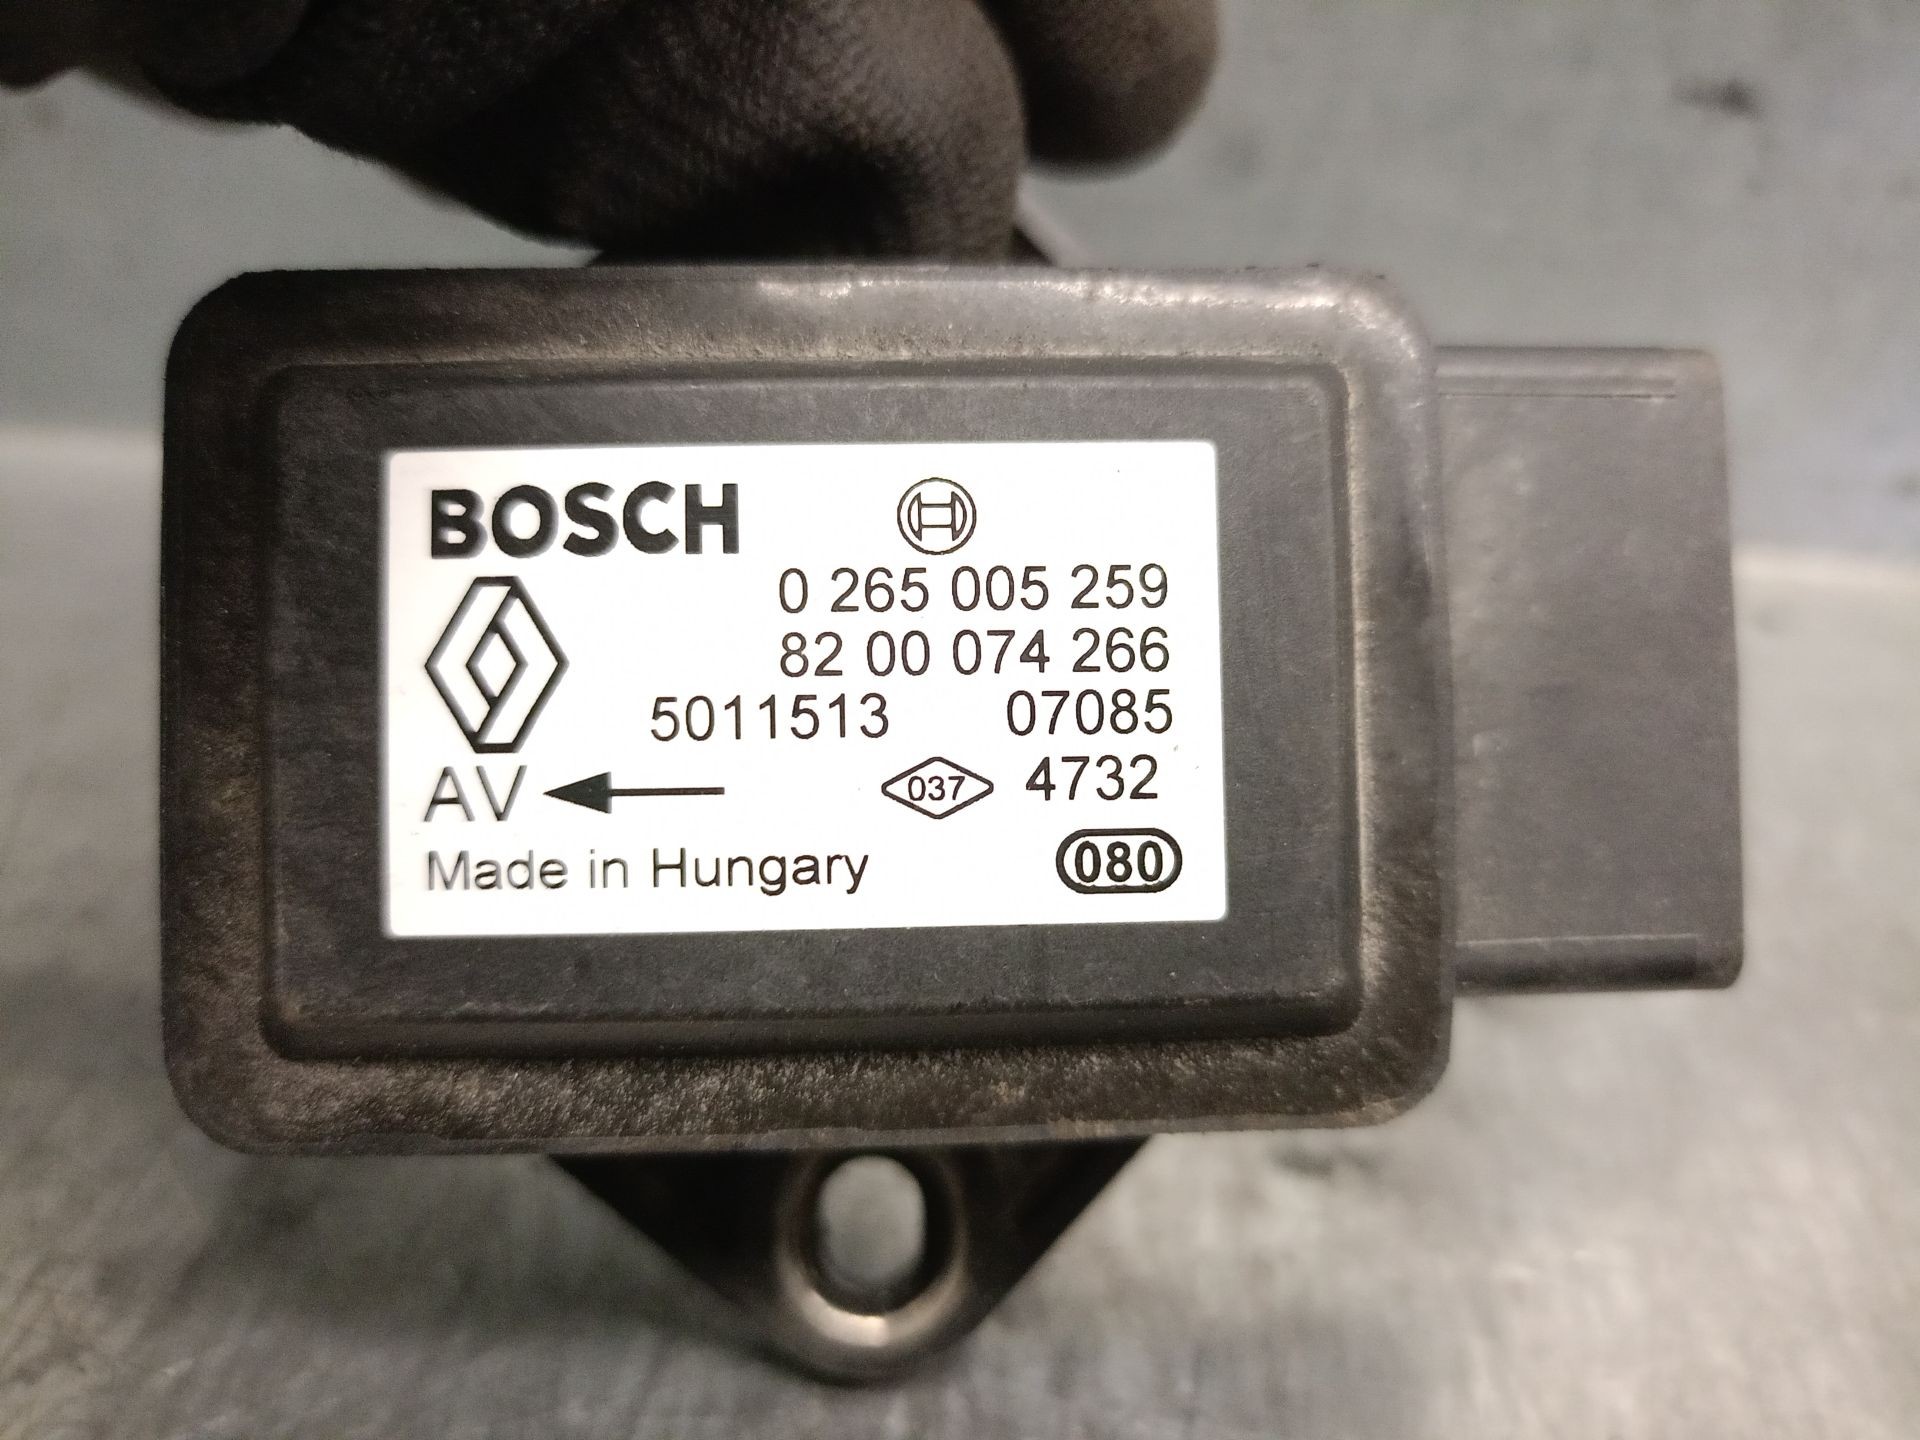 BOSCH
0 265 005 259
82 00 074 266
5011513 07085
AV 037 4732
Made in Hungary 080